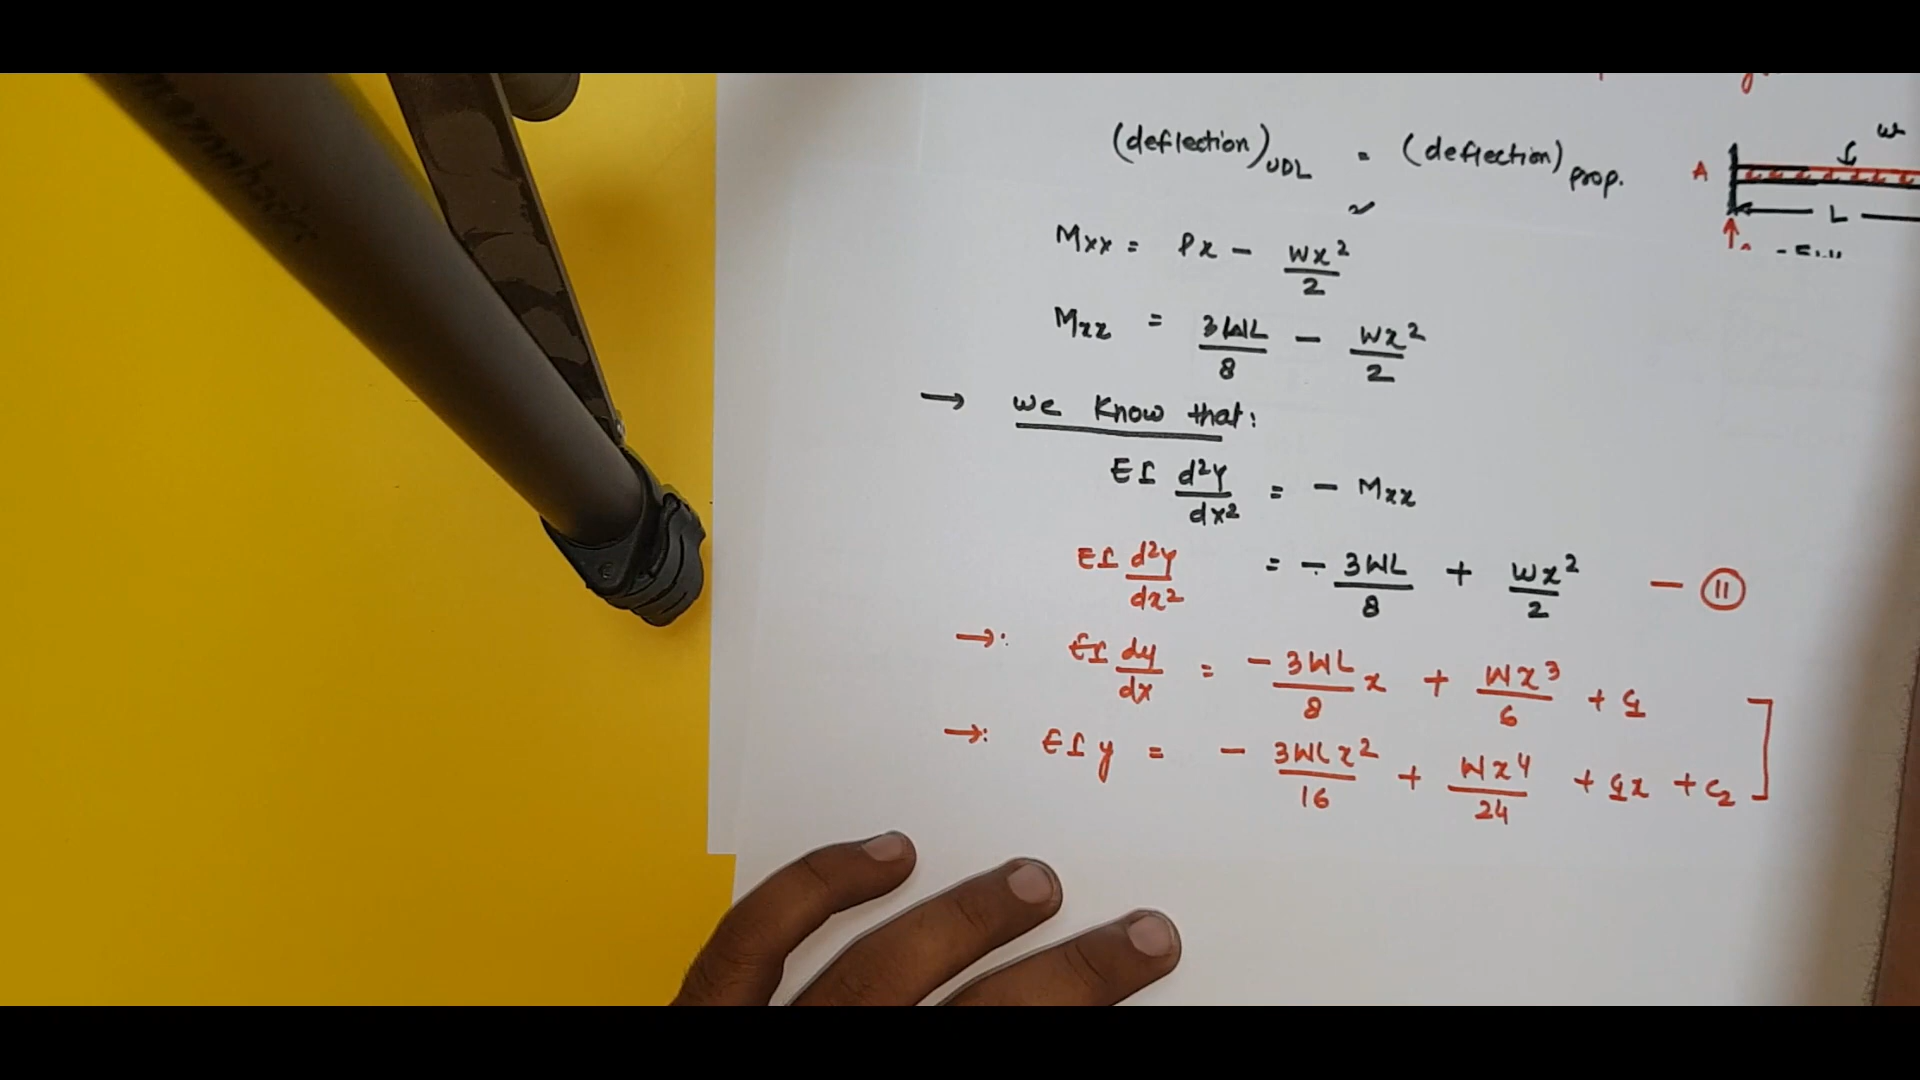 (deflection)UDL = (deflection)prop.
w
A
L
Mxx = Px - Wx²/2
Mxx = 3WL/8 - Wx²/2
→ We Know that:
EI d²y/dx² = - Mxx
EI d²y/dx² = - 3WL/8 + Wx²/2 - II
→: EI dy/dx = - 3WL/8 x + Wx³/6 + C1
→: EI y = - 3WLx²/16 + Wx⁴/24 + C1x + C2